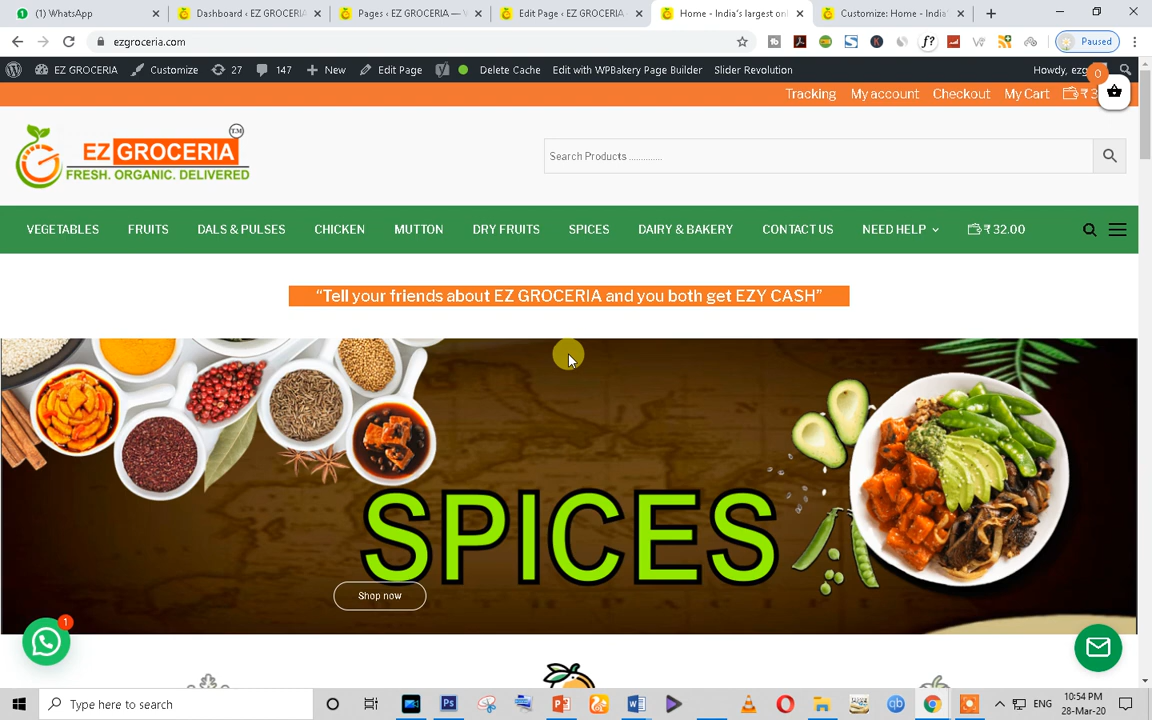 (1) WhatsApp
Dashboard ‹ EZ GROCERIA
Pages ‹ EZ GROCERIA —
Edit Page ‹ EZ GROCERIA
Home - India's largest onl
Customize: Home - India'
ezgroceria.com
Paused
EZ GROCERIA
Customize
27
147
New
Edit Page
Delete Cache
Edit with WPBakery Page Builder
Slider Revolution
Howdy, ezg
0
Tracking
My account
Checkout
My Cart
₹ 3
T.M
EZ GROCERIA
FRESH. ORGANIC. DELIVERED
Search Products .............
VEGETABLES
FRUITS
DALS & PULSES
CHICKEN
MUTTON
DRY FRUITS
SPICES
DAIRY & BAKERY
CONTACT US
NEED HELP
₹ 32.00
“Tell your friends about EZ GROCERIA and you both get EZY CASH”
SPICES
Shop now
1
Type here to search
ENG
10:54 PM
28-Mar-20